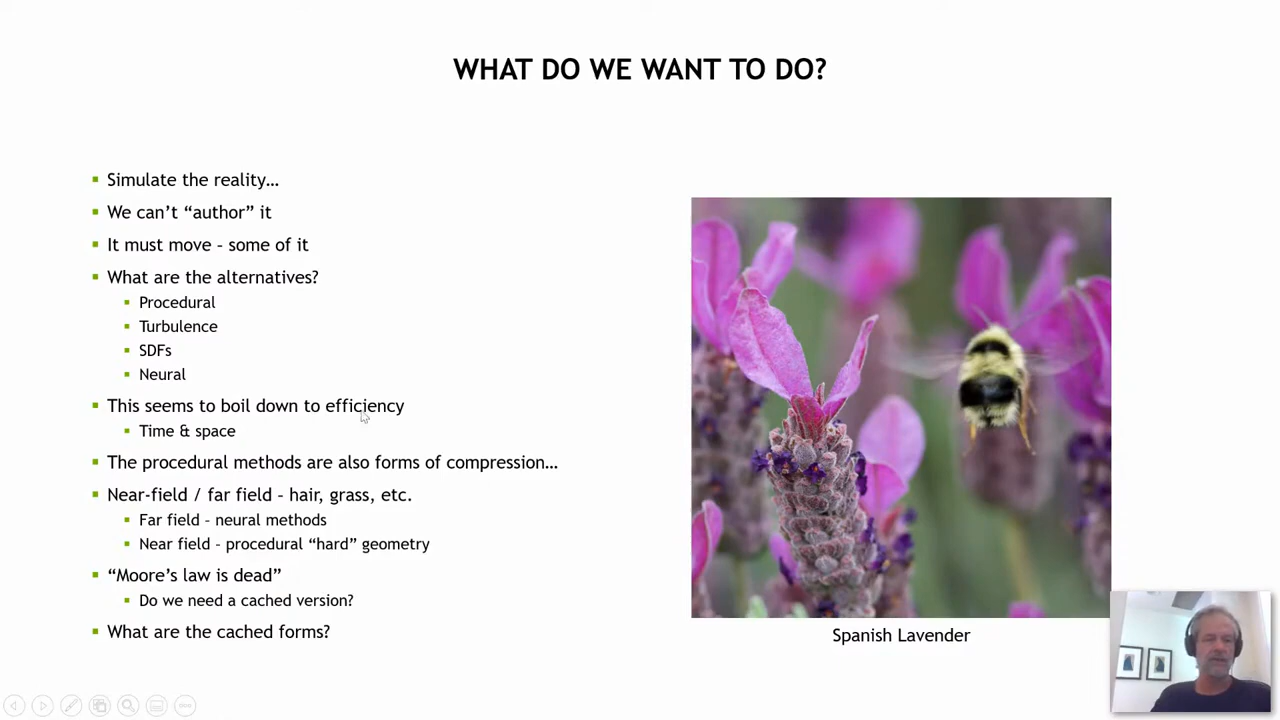 WHAT DO WE WANT TO DO?
Simulate the reality…
We can't “author” it
It must move – some of it
What are the alternatives?
Procedural
Turbulence
SDFs
Neural
This seems to boil down to efficiency
Time & space
The procedural methods are also forms of compression…
Near-field / far field – hair, grass, etc.
Far field – neural methods
Near field – procedural “hard” geometry
“Moore’s law is dead”
Do we need a cached version?
What are the cached forms?
Spanish Lavender